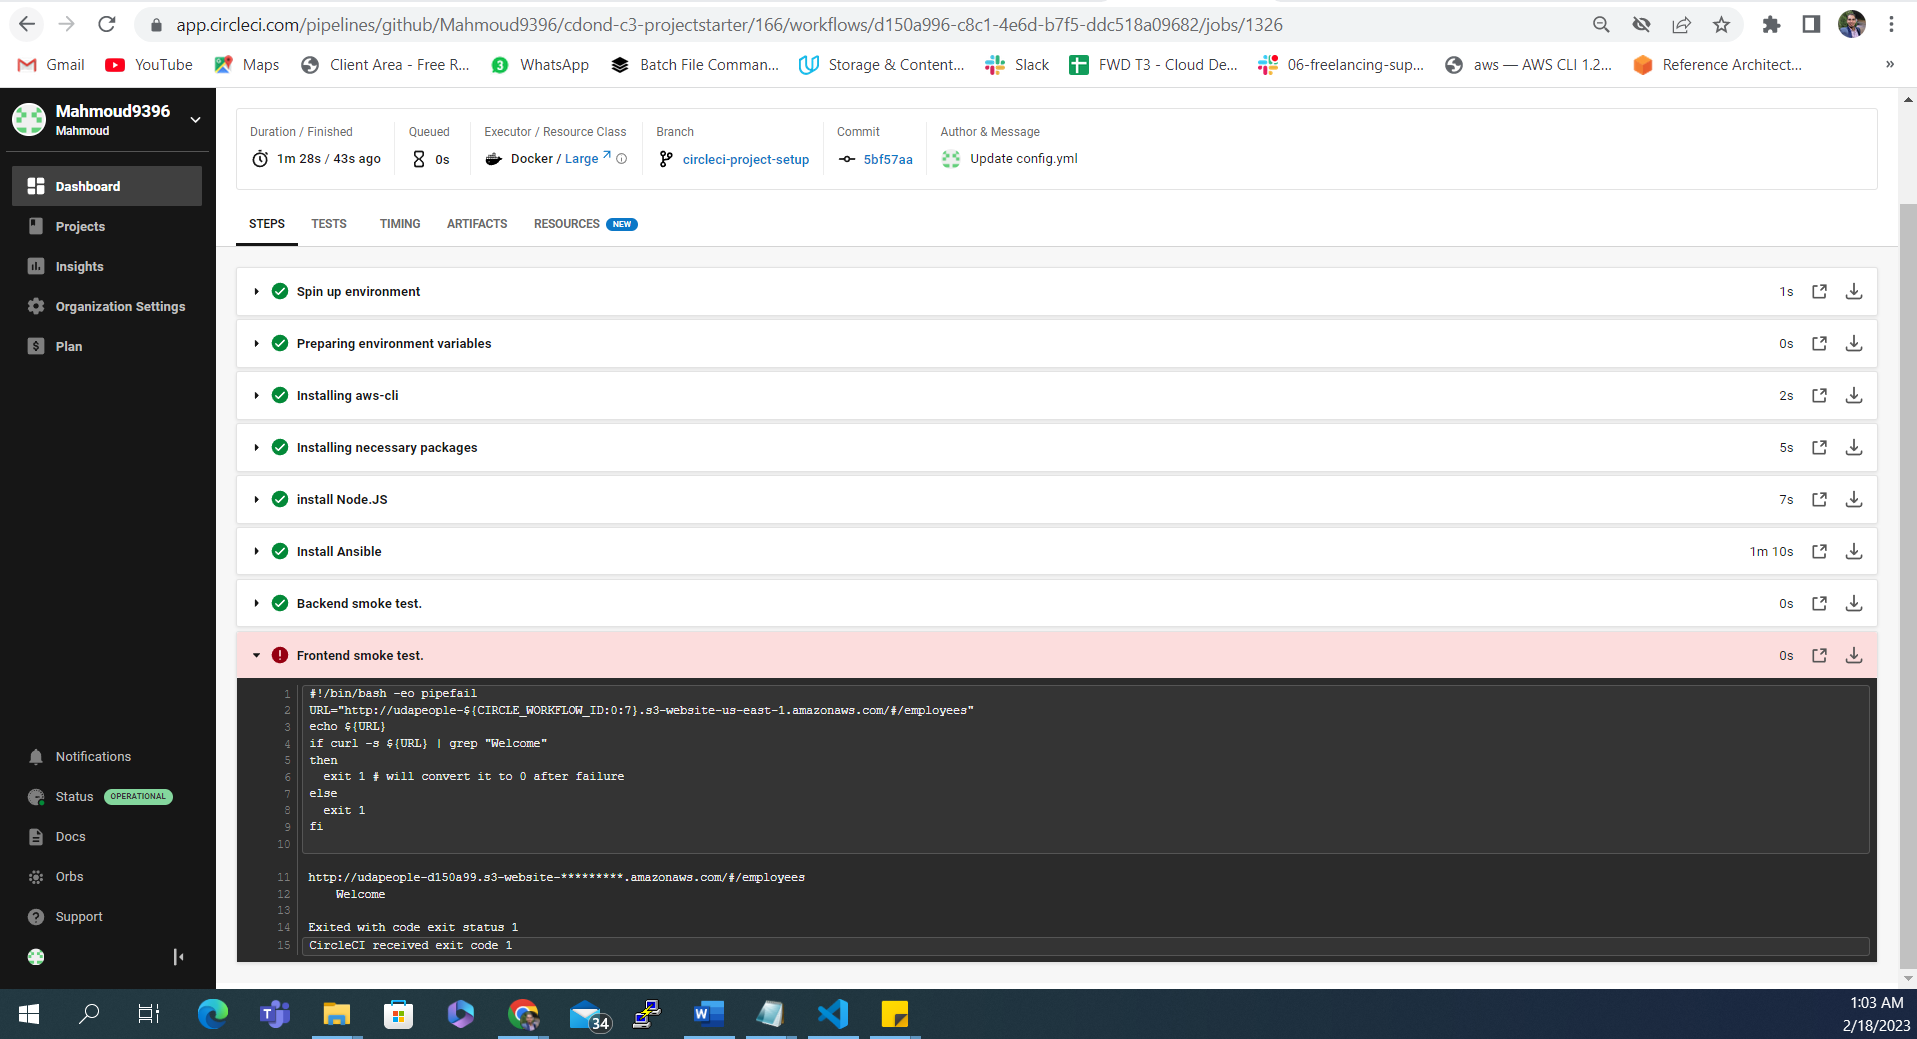 app.circleci.com/pipelines/github/Mahmoud9396/cdond-c3-projectstarter/166/workflows/d150a996-c8c1-4e6d-b7f5-ddc518a09682/jobs/1326
Gmail YouTube Maps Client Area - Free R... 3 WhatsApp Batch File Comman... Storage & Content... Slack FWD T3 - Cloud De... 06-freelancing-sup... aws — AWS CLI 1.2... Reference Architect... »
Mahmoud9396
Mahmoud
Dashboard
Projects
Insights
Organization Settings
$ Plan
Notifications
Status OPERATIONAL
Docs
Orbs
? Support
Duration / Finished Queued Executor / Resource Class Branch Commit Author & Message
1m 28s / 43s ago 0s Docker / Large circleci-project-setup 5bf57aa Update config.yml
STEPS TESTS TIMING ARTIFACTS RESOURCES NEW
Spin up environment 1s
Preparing environment variables 0s
Installing aws-cli 2s
Installing necessary packages 5s
install Node.JS 7s
Install Ansible 1m 10s
Backend smoke test. 0s
! Frontend smoke test. 0s
1 #!/bin/bash -eo pipefail
2 URL="http://udapeople-${CIRCLE_WORKFLOW_ID:0:7}.s3-website-us-east-1.amazonaws.com/#/employees"
3 echo ${URL}
4 if curl -s ${URL} | grep "Welcome"
5 then
6 exit 1 # will convert it to 0 after failure
7 else
8 exit 1
9 fi
10
11 http://udapeople-d150a99.s3-website-*********.amazonaws.com/#/employees
12 Welcome
13
14 Exited with code exit status 1
15 CircleCI received exit code 1
T 34 W
1:03 AM
2/18/2023